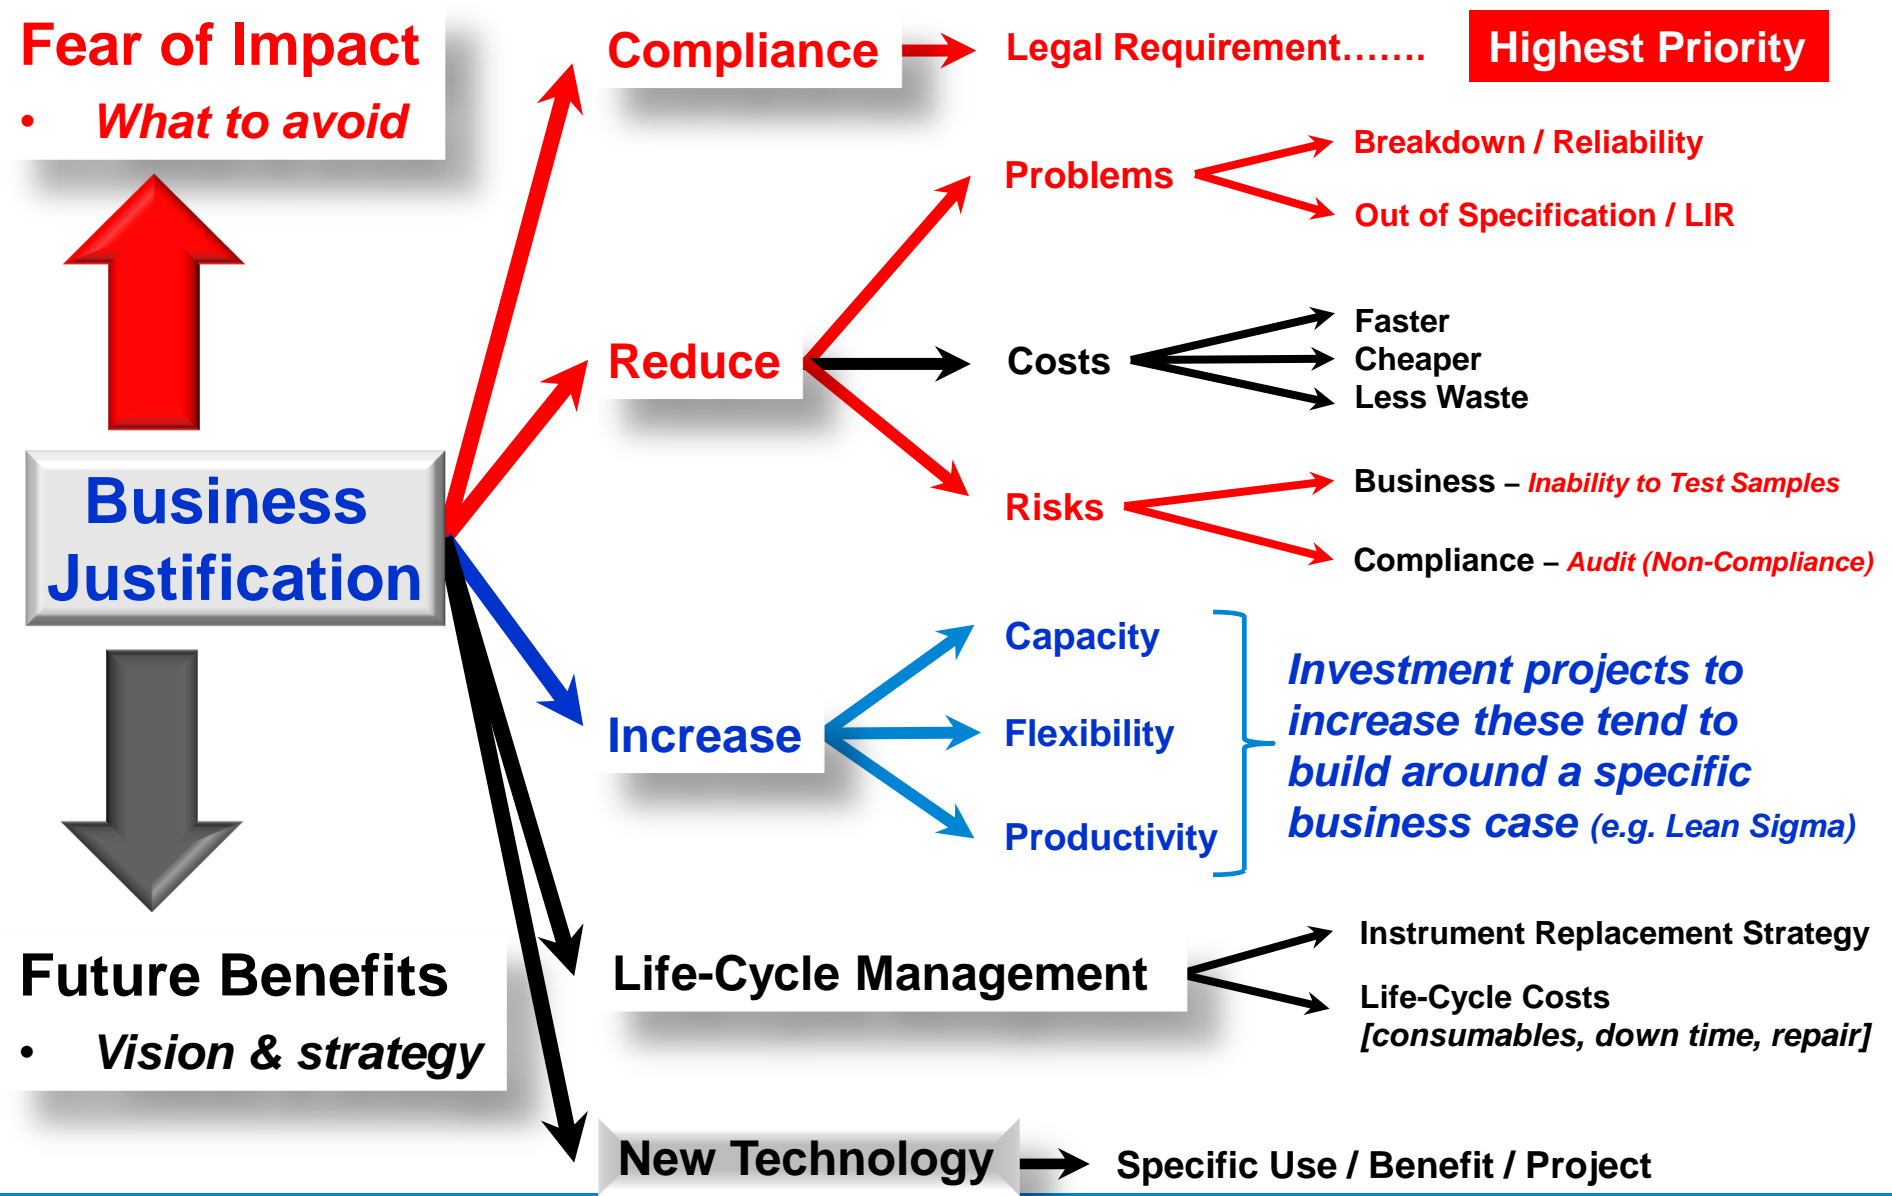 Fear of Impact
• What to avoid
Business
Justification
Future Benefits
• Vision & strategy
Compliance
Legal Requirement…….
Highest Priority
Reduce
Problems
Breakdown / Reliability
Out of Specification / LIR
Costs
Faster
Cheaper
Less Waste
Risks
Business – Inability to Test Samples
Compliance – Audit (Non-Compliance)
Increase
Capacity
Flexibility
Productivity
Investment projects to
increase these tend to
build around a specific
business case (e.g. Lean Sigma)
Life-Cycle Management
Instrument Replacement Strategy
Life-Cycle Costs
[consumables, down time, repair]
New Technology
Specific Use / Benefit / Project